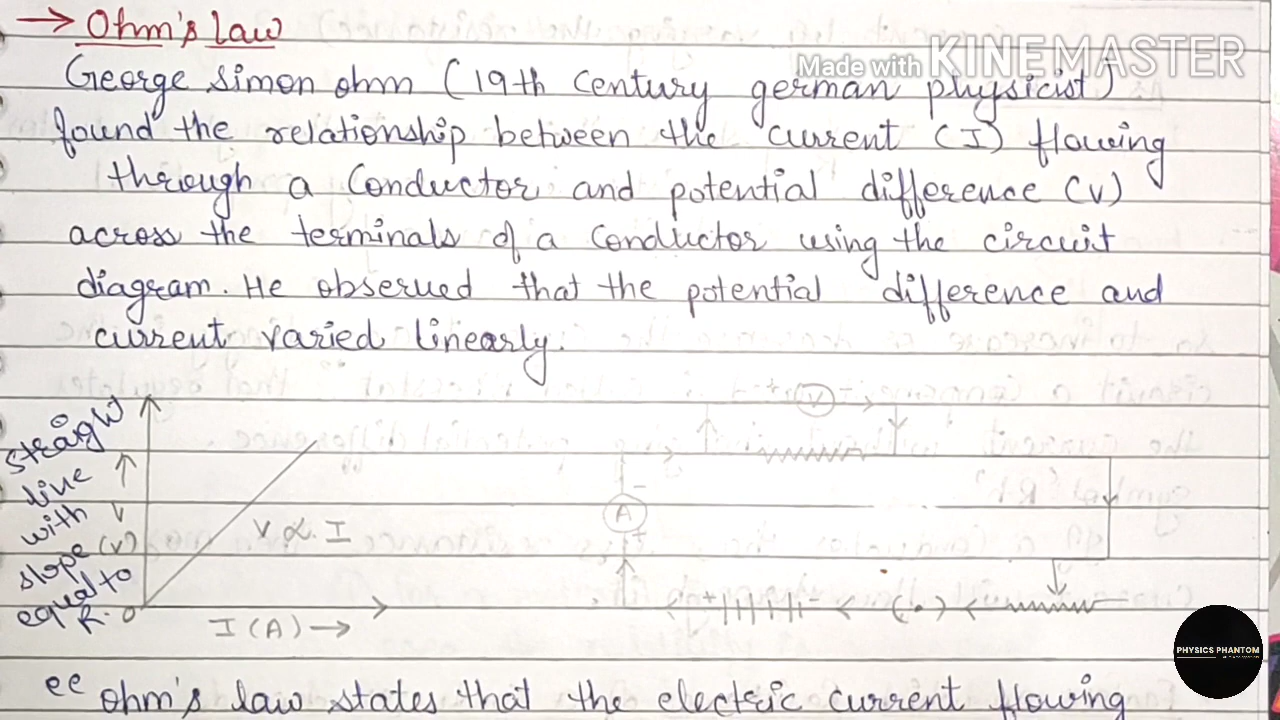 → Ohm's law
Made with KINEMASTER
George simon ohm (19th Century german physicist)
found the relationship between the current (I) flowing
through a Conductor and potential difference (V)
across the terminals of a Conductor using the circuit
diagram. He observed that the potential difference and
current varied linearly.
straight
line
with
slope
equal to
R.
↑
V
(V)
V ∝ I
O
I (A) →
V
- A +
+ -
(•)
PHYSICS PHANTOM
"Ohm's law states that the electric current flowing